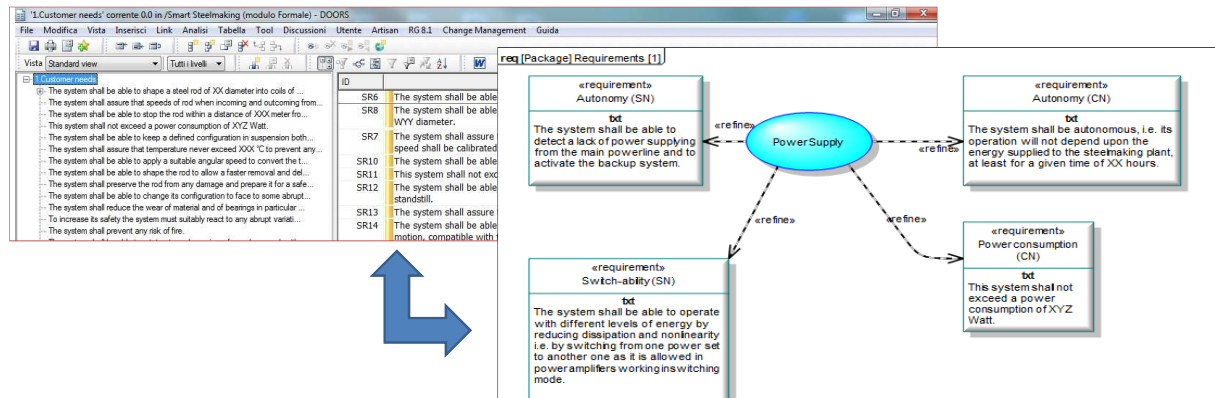 '1.Customer needs' corrente 0.0 in /Smart Steelmaking (modulo Formale) - DOORS
File Modifica Vista Inserisci Link Analisi Tabella Tool Discussioni Utente Artisan RG 8.1 Change Management Guida
Vista Standard view Tutti i livelli
1.Customer needs
The system shall be able to shape a steel rod of XX diameter into coils of ...
The system shall assure that speeds of rod when incoming and outcoming from...
The system shall be able to stop the rod within a distance of XXX meter fro...
This system shall not exceed a power consumption of XYZ Watt.
The system shall be able to keep a defined configuration in suspension both...
The system shall assure that temperature never exceed XXX °C to prevent any...
The system shall be able to apply a suitable angular speed to convert the t...
The system shall be able to shape the rod to allow a faster removal and del...
The system shall preserve the rod from any damage and prepare it for a safe...
The system shall be able to change its configuration to face to some abrupt...
The system shall reduce the wear of material and of bearings in particular ...
To increase its safety the system must suitably react to any abrupt variati...
The system shall prevent any risk of fire.
ID
SR6 The system shall be able
SR8 The system shall be able
WYY diameter.
SR7 The system shall assure
speed shall be calibrated
SR10 The system shall be able
SR11 This system shall not exc
SR12 The system shall be able
standstill.
SR13 The system shall assure
SR14 The system shall be able
motion, compatible with
req [Package] Requirements [1]
«requirement»
Autonomy (SN)
txt
The system shall be able to
detect a lack of power supplying
from the main powerline and to
activate the backup system.
«refine»
Power Supply
«refine»
«requirement»
Autonomy (CN)
txt
The system shall be autonomous, i.e. its
operation will not depend upon the
energy supplied to the steelmaking plant,
at least for a given time of XX hours.
«refine»
«refine»
«requirement»
Switch-ability (SN)
txt
The system shall be able to operate
with different levels of energy by
reducing dissipation and nonlinearity
i.e. by switching from one power set
to another one as it is allowed in
power amplifiers working in switching
mode.
«requirement»
Power consumption
(CN)
txt
This system shall not
exceed a power
consumption of XYZ
Watt.